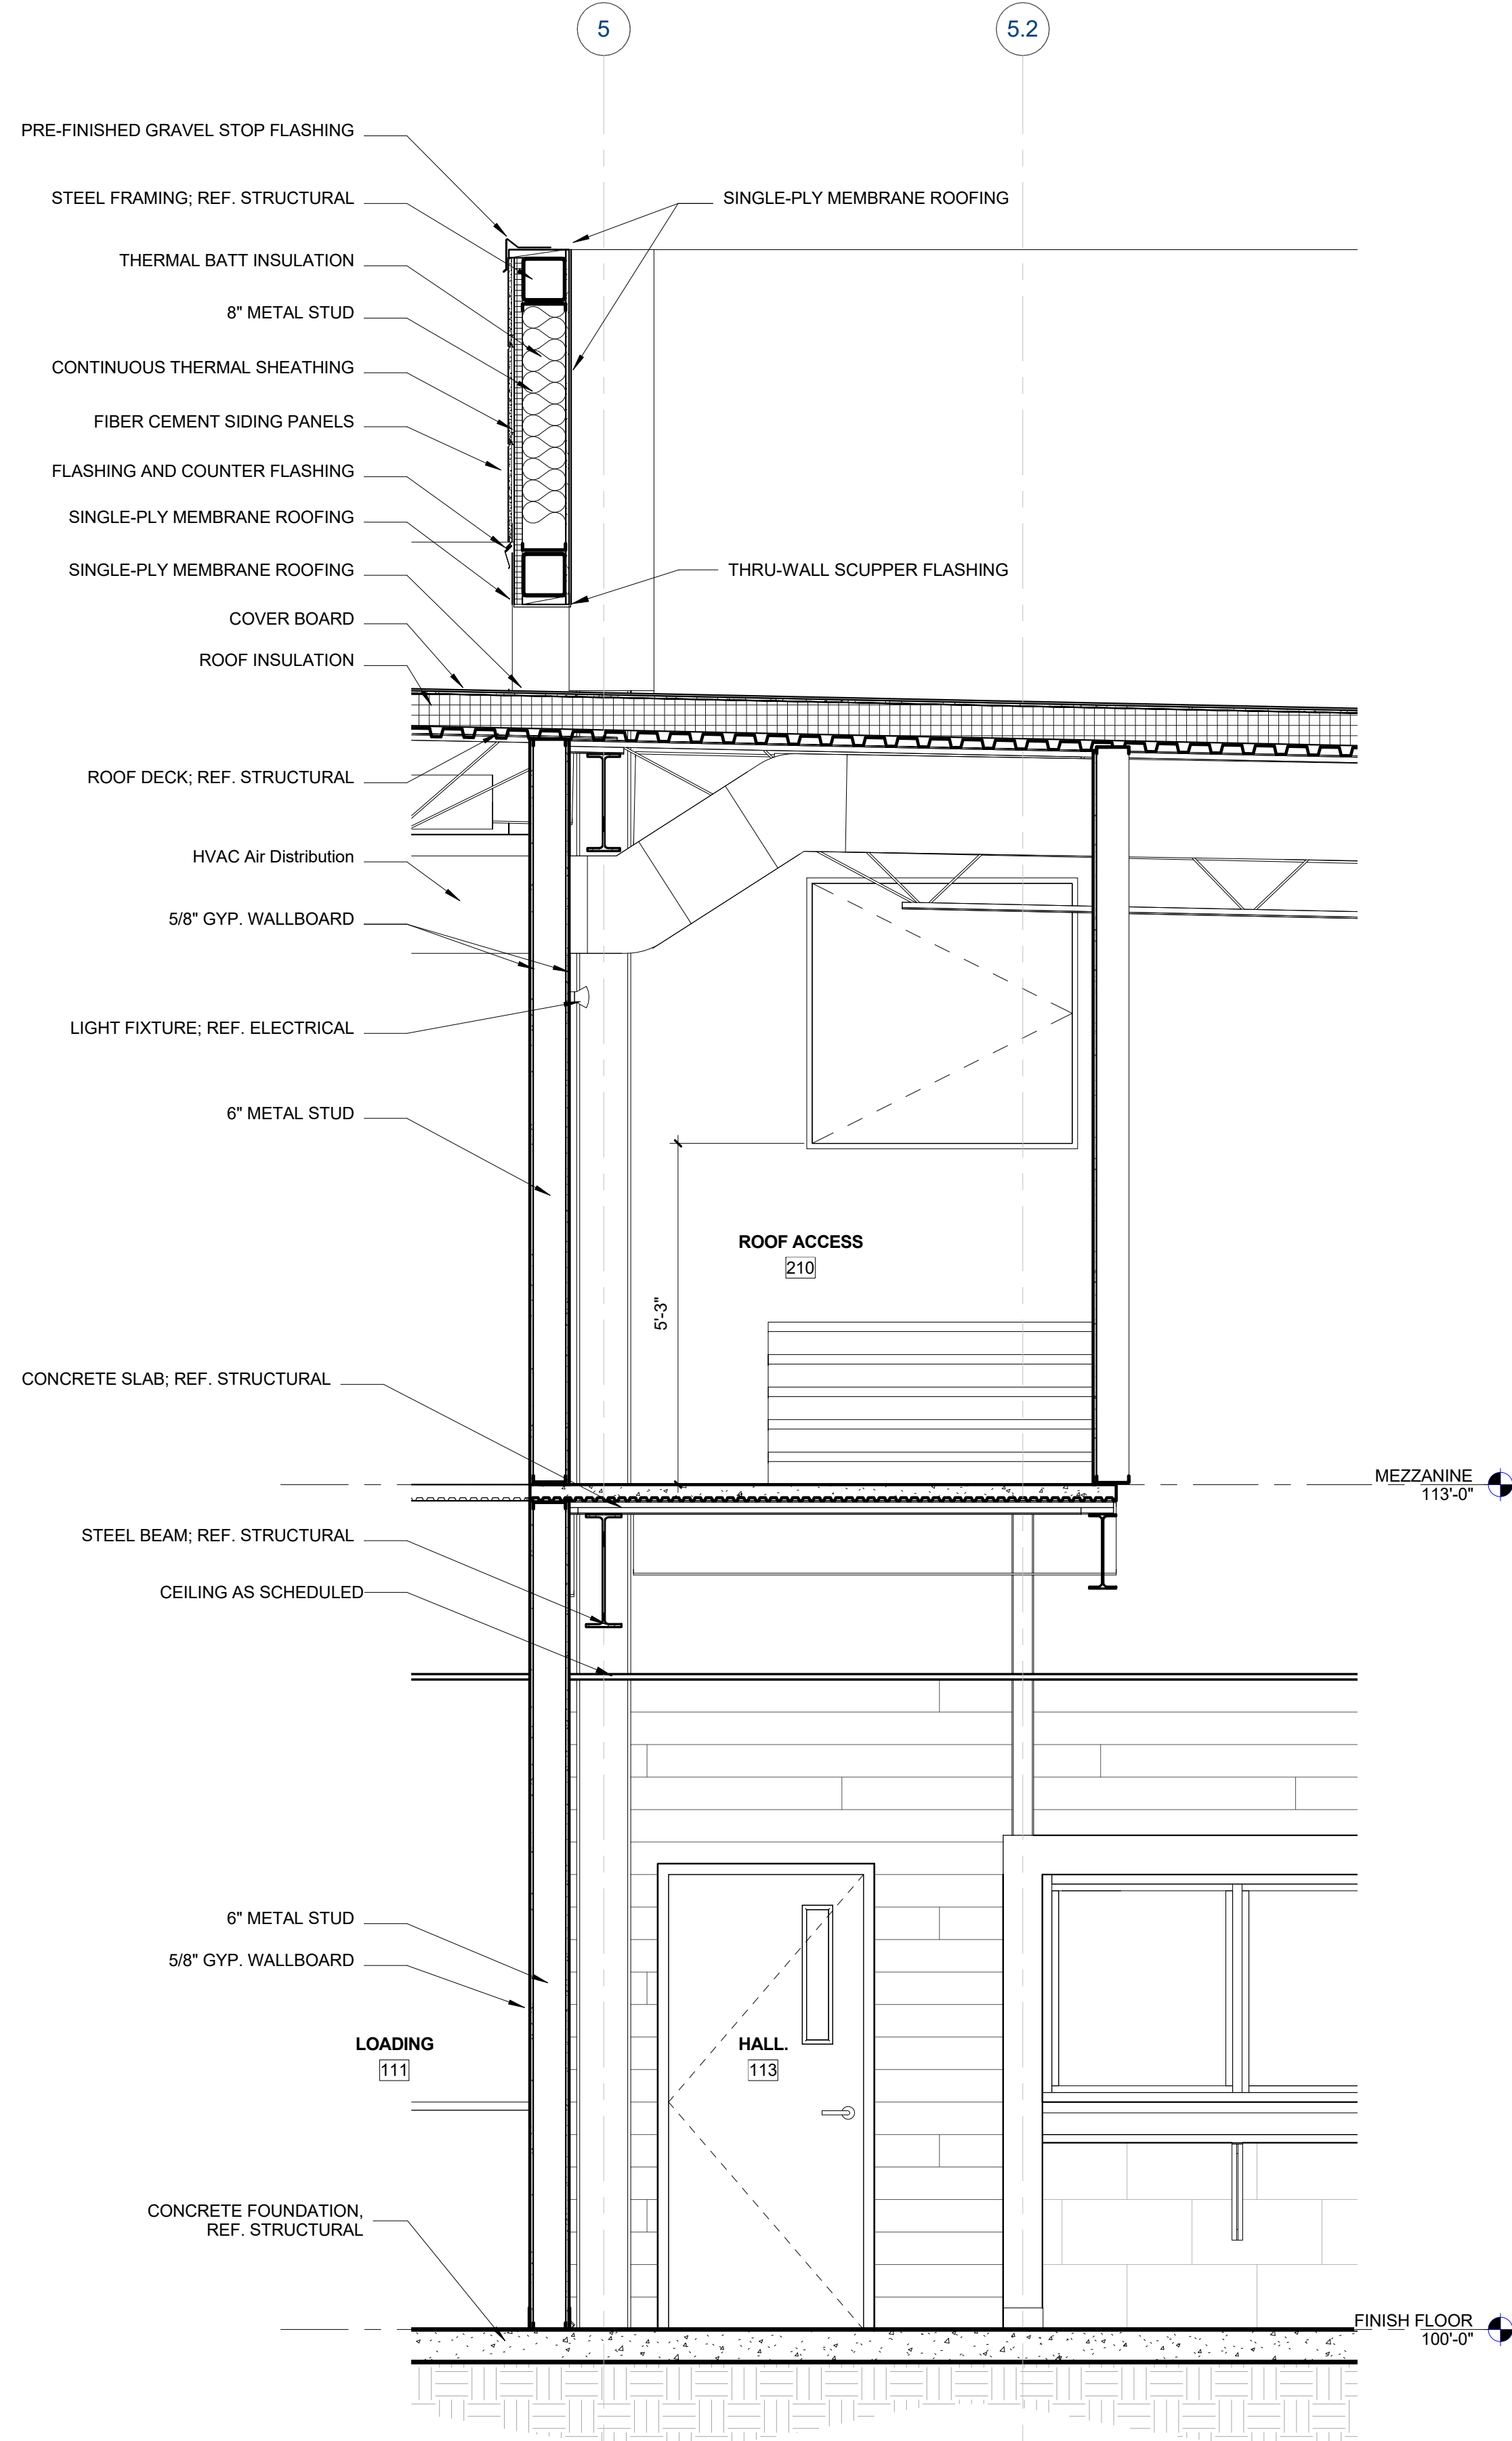 5
5.2
PRE-FINISHED GRAVEL STOP FLASHING
STEEL FRAMING; REF. STRUCTURAL
SINGLE-PLY MEMBRANE ROOFING
THERMAL BATT INSULATION
8" METAL STUD
CONTINUOUS THERMAL SHEATHING
FIBER CEMENT SIDING PANELS
FLASHING AND COUNTER FLASHING
SINGLE-PLY MEMBRANE ROOFING
SINGLE-PLY MEMBRANE ROOFING
THRU-WALL SCUPPER FLASHING
COVER BOARD
ROOF INSULATION
ROOF DECK; REF. STRUCTURAL
HVAC Air Distribution
5/8" GYP. WALLBOARD
LIGHT FIXTURE; REF. ELECTRICAL
6" METAL STUD
ROOF ACCESS
210
5'-3"
CONCRETE SLAB; REF. STRUCTURAL
MEZZANINE
113'-0"
STEEL BEAM; REF. STRUCTURAL
CEILING AS SCHEDULED
6" METAL STUD
5/8" GYP. WALLBOARD
LOADING
111
HALL.
113
CONCRETE FOUNDATION,
REF. STRUCTURAL
FINISH FLOOR
100'-0"